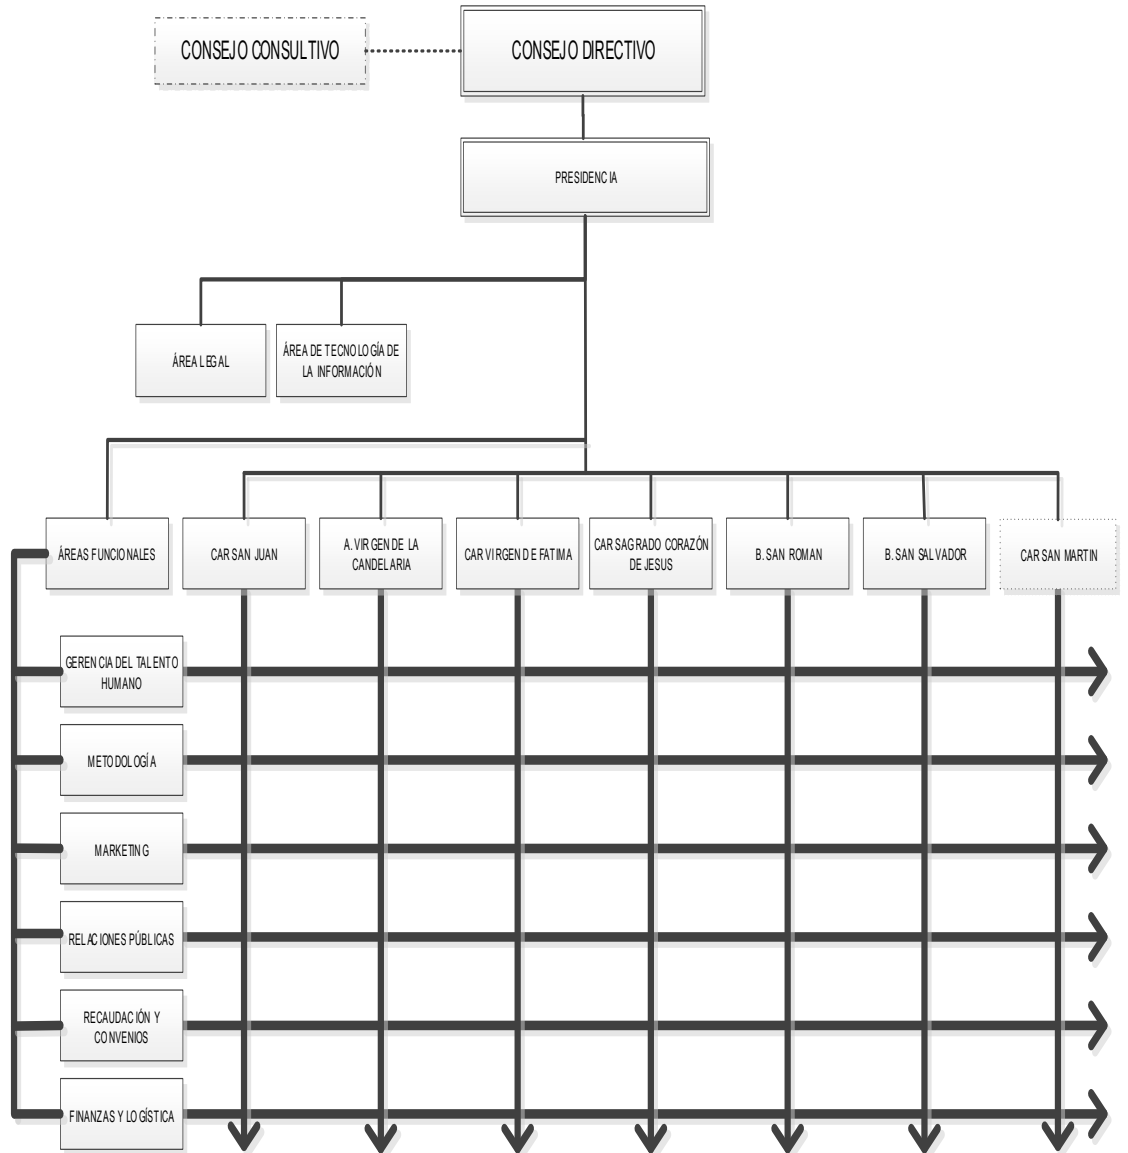 CONSEJO CONSULTIVO
CONSEJO DIRECTIVO
PRESIDENCIA
ÁREA LEGAL
ÁREA DE TECNOLOGÍA DE
LA INFORMACIÓN
ÁREAS FUNCIONALES
CAR SAN JUAN
A. VIRGEN DE LA
CANDELARIA
CAR VIRGEN DE FATIMA
CAR SAGRADO CORAZÓN
DE JESUS
B. SAN ROMAN
B. SAN SALVADOR
CAR SAN MARTIN
GERENCIA DEL TALENTO
HUMANO
METODOLOGÍA
MARKETING
RELACIONES PÚBLICAS
RECAUDACIÓN Y
CONVENIOS
FINANZAS Y LOGÍSTICA